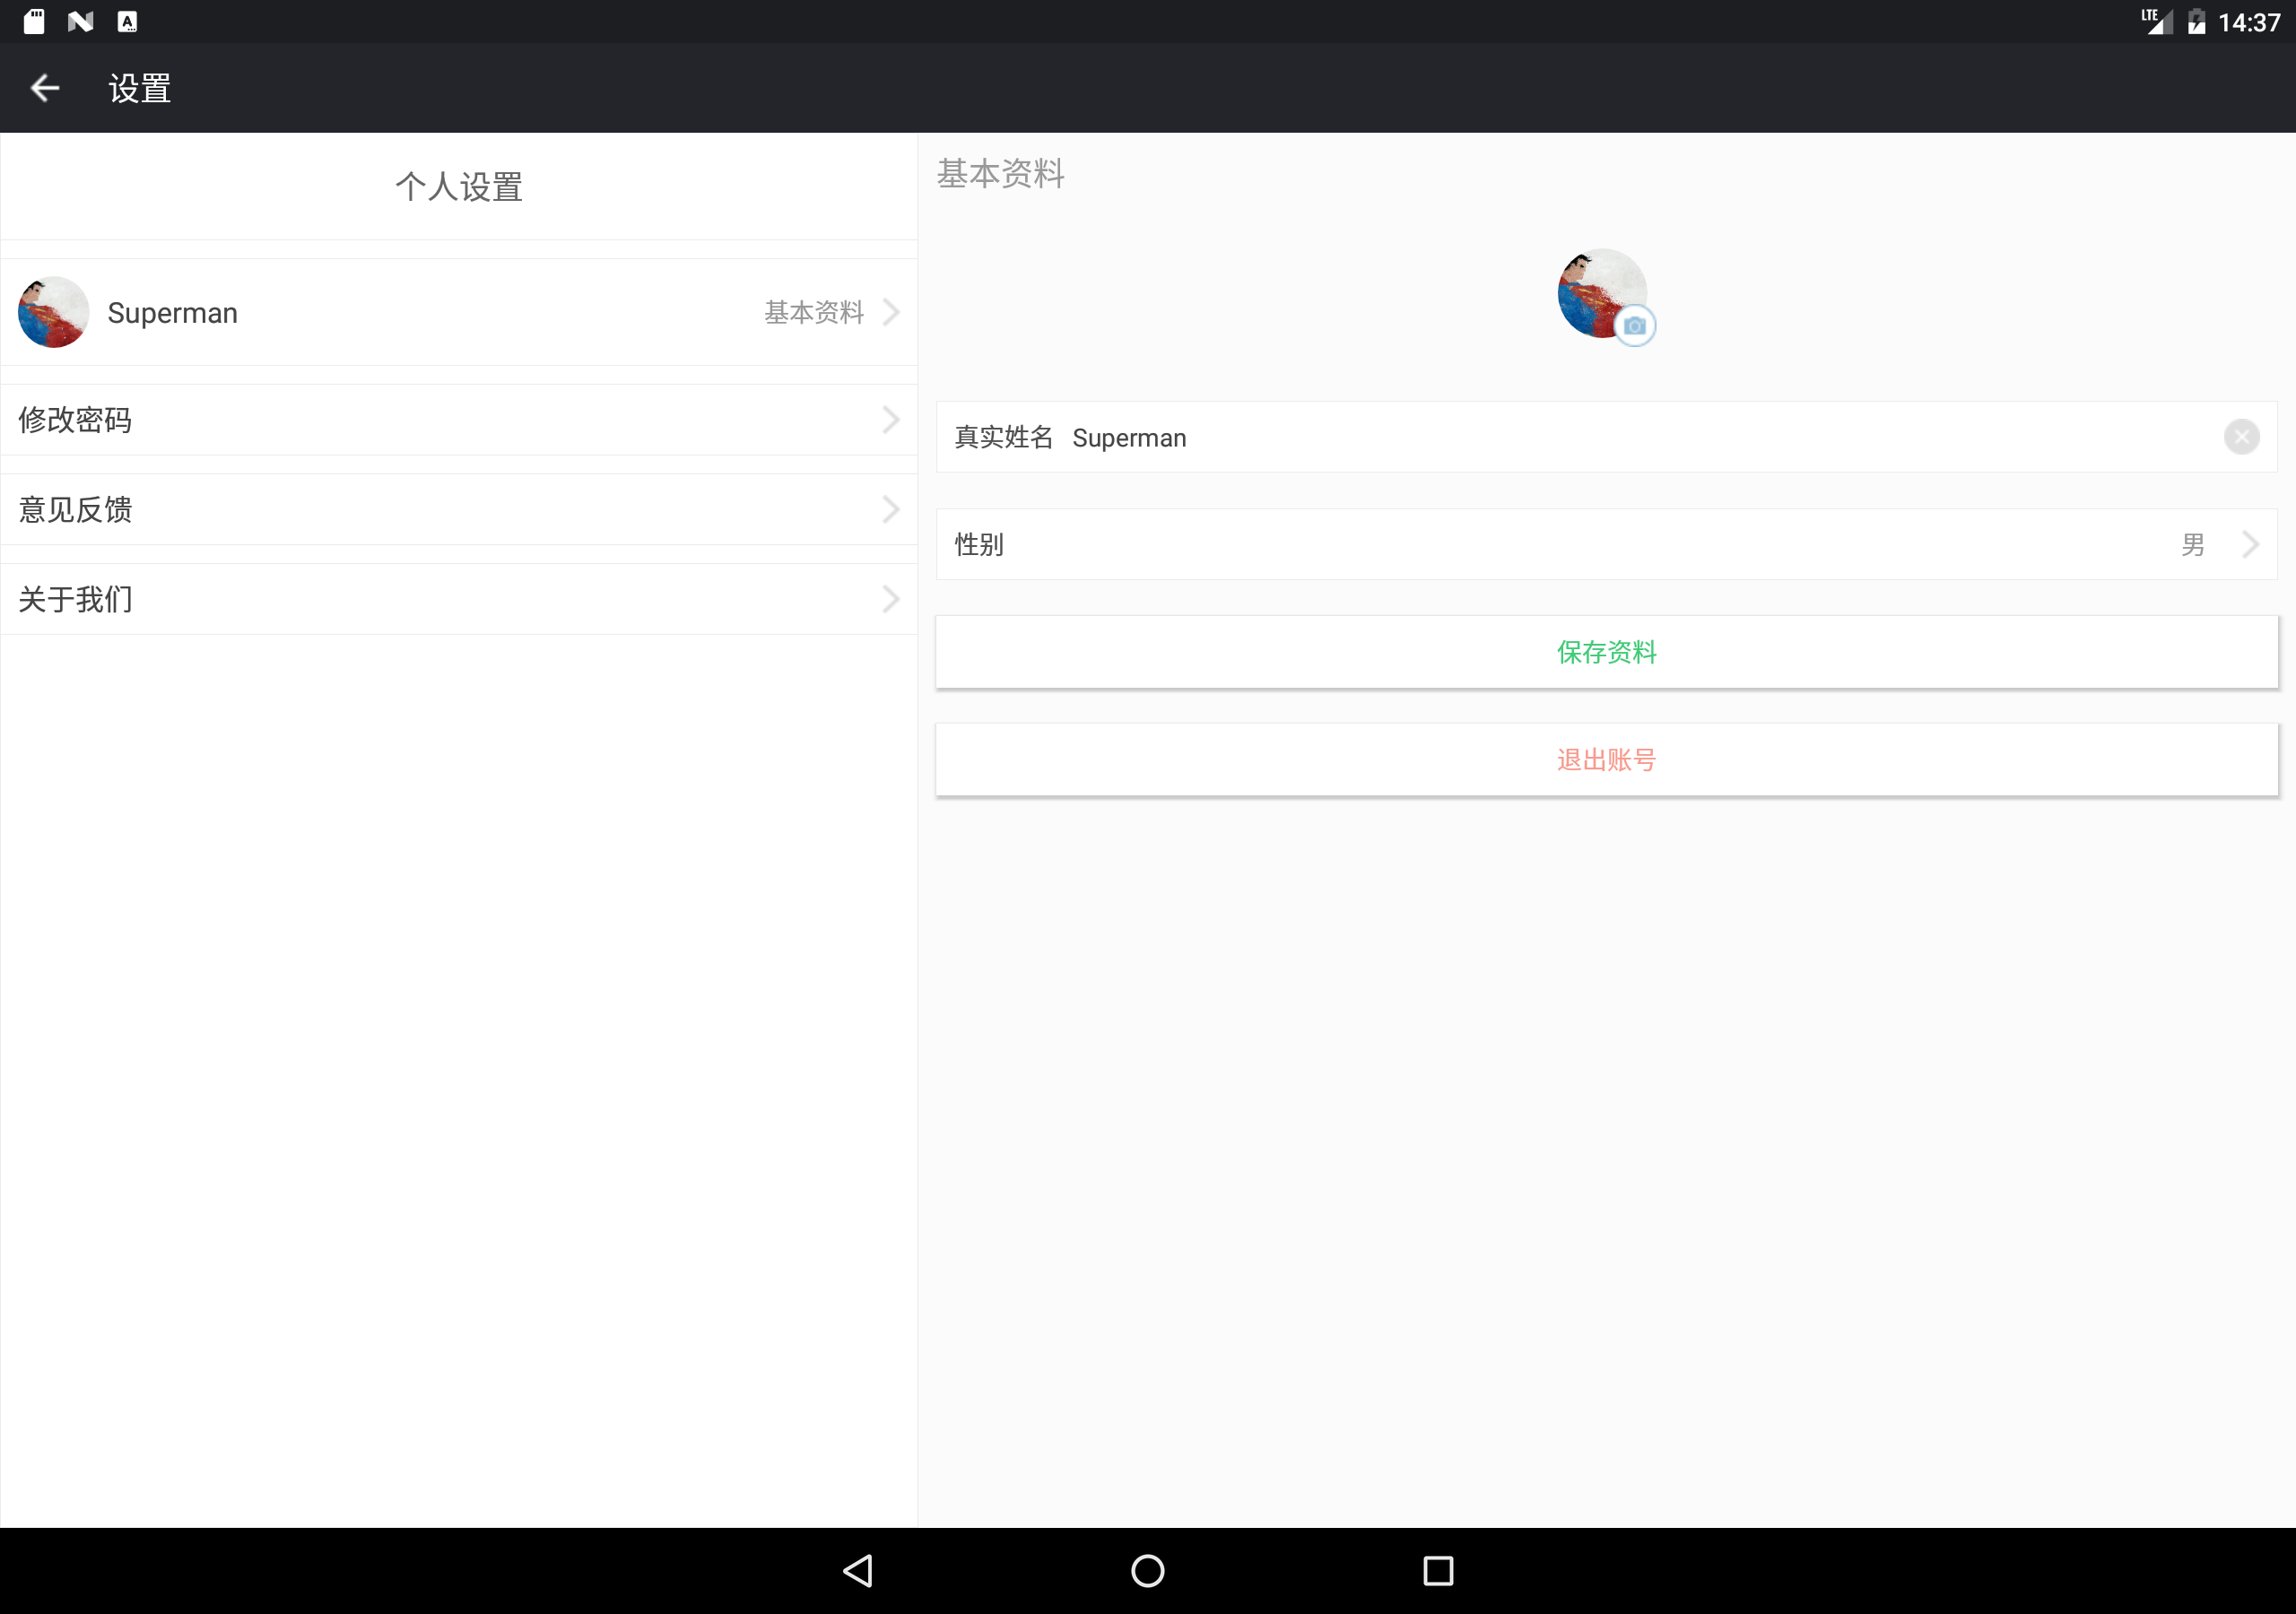 LTE 14:37
设置
个人设置
Superman 基本资料
修改密码
意见反馈
关于我们
基本资料
真实姓名 Superman
性别 男
保存资料
退出账号